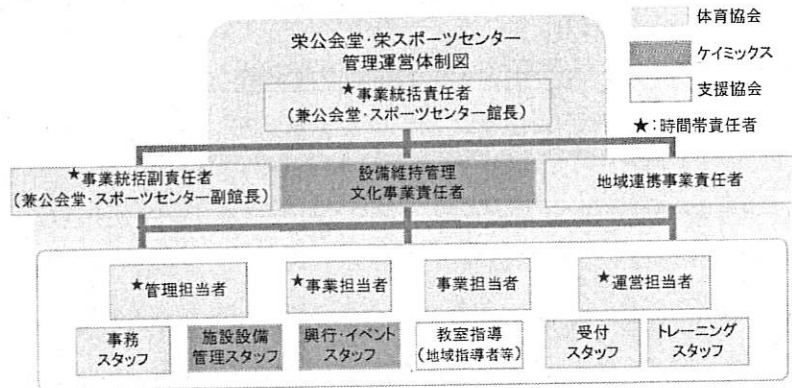 栄公会堂・栄スポーツセンター
管理運営体制図
体育協会
ケイミックス
支援協会
★:時間帯責任者
★事業統括責任者
(兼公会堂・スポーツセンター館長)
★事業統括副責任者
(兼公会堂・スポーツセンター副館長)
設備維持管理
文化事業責任者
地域連携事業責任者
★管理担当者
★事業担当者
事業担当者
★運営担当者
事務
スタッフ
施設設備
管理スタッフ
興行・イベント
スタッフ
教室指導
(地域指導者等)
受付
スタッフ
トレーニング
スタッフ